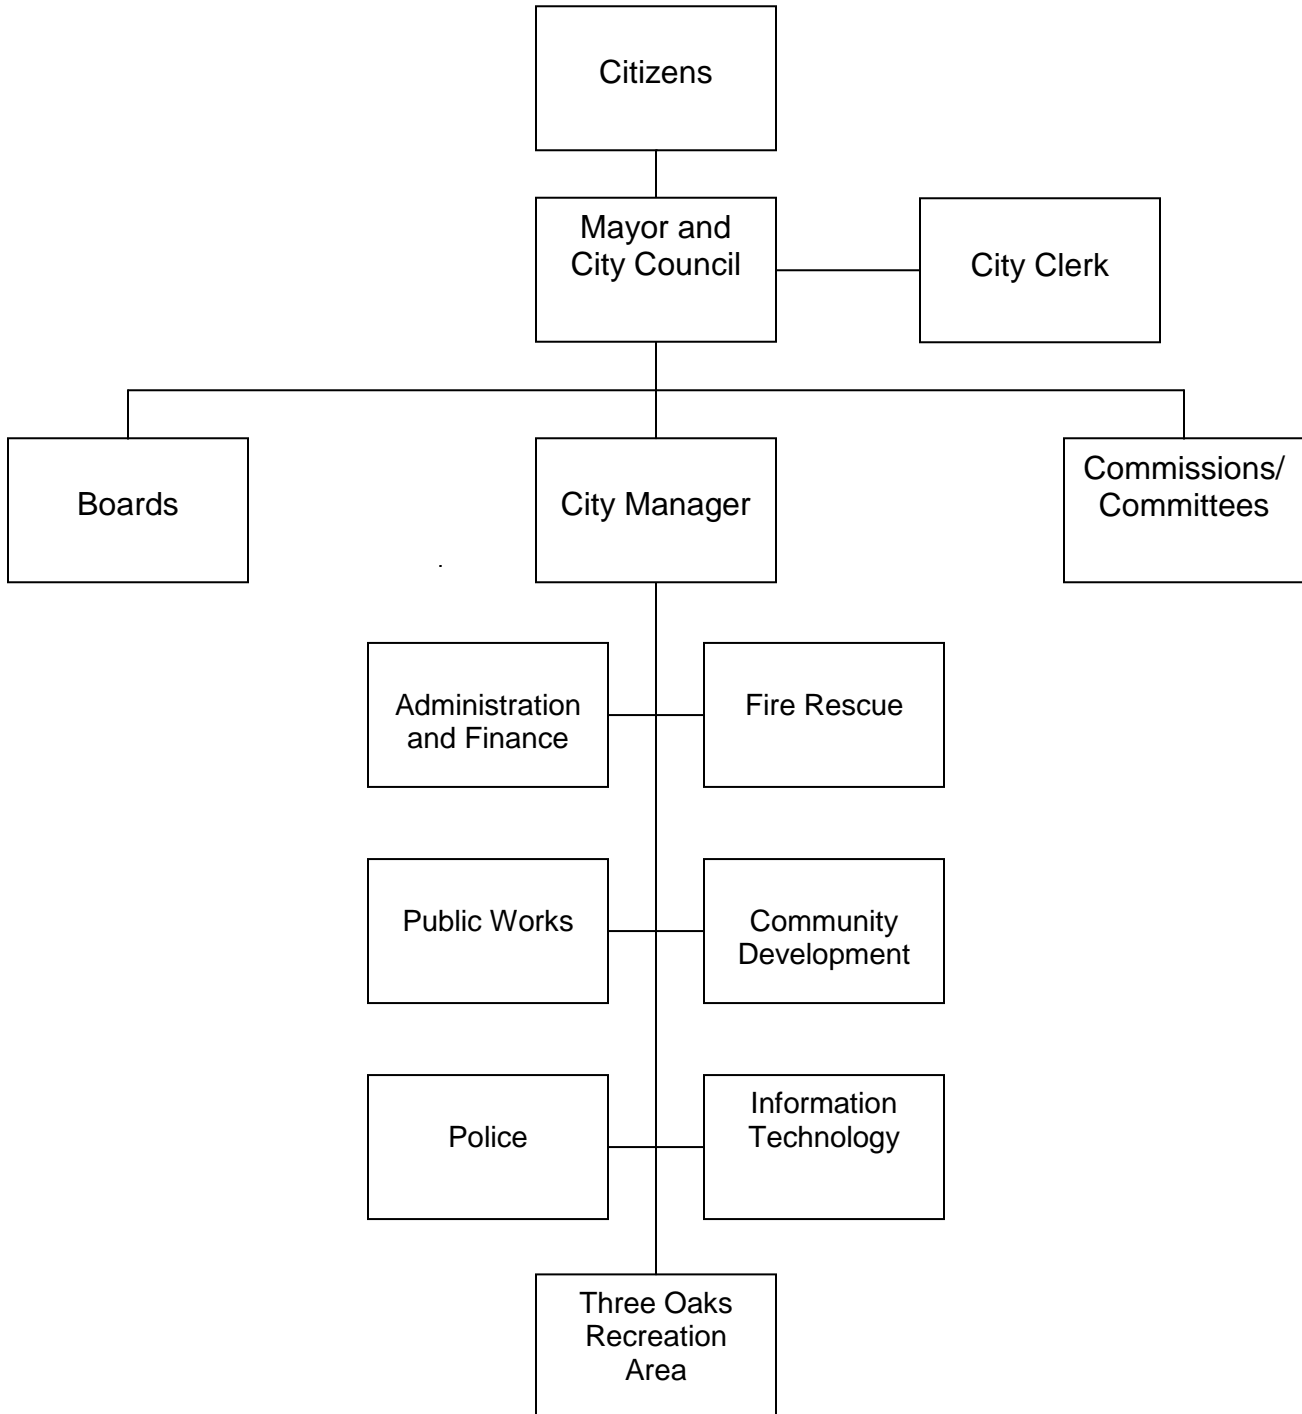 Citizens
Mayor and
City Council
City Clerk
Boards
City Manager
Commissions/
Committees
.
Administration
and Finance
Fire Rescue
Public Works
Community
Development
Police
Information
Technology
Three Oaks
Recreation
Area